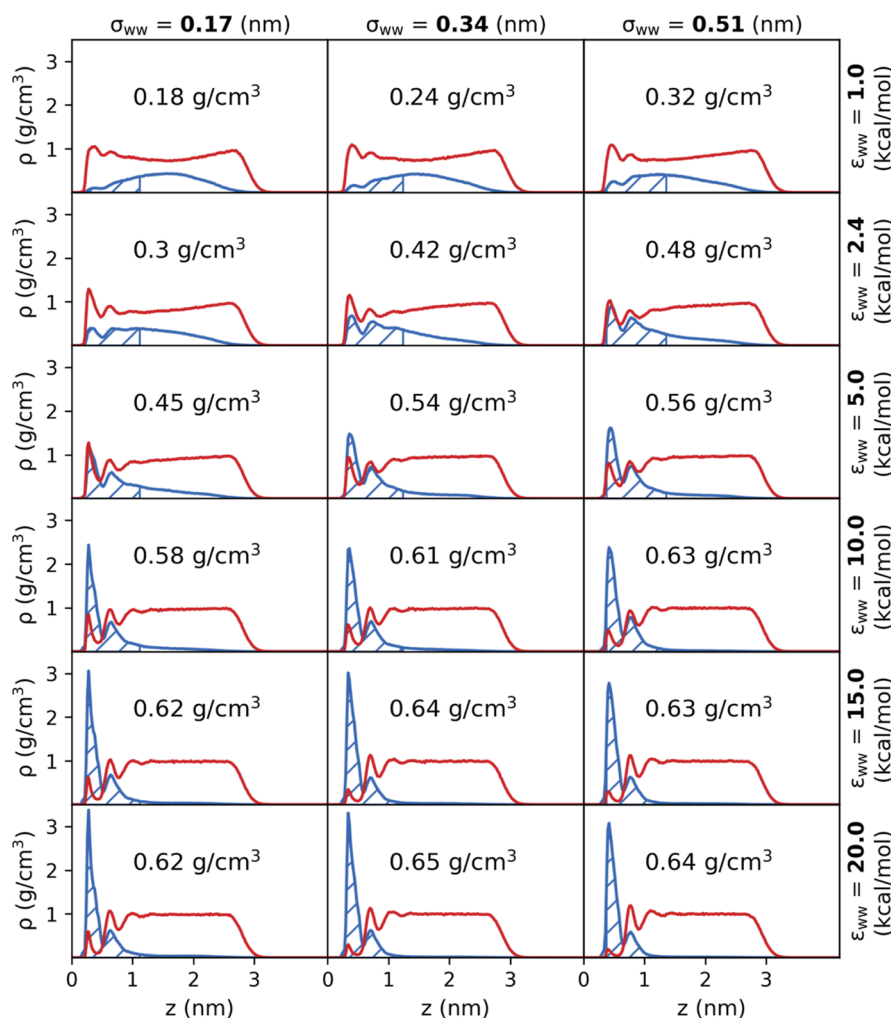 σww = 0.17 (nm) σww = 0.34 (nm) σww = 0.51 (nm)
ρ (g/cm³)
3
2
1
0.18 g/cm³ 0.24 g/cm³ 0.32 g/cm³
εww = 1.0
(kcal/mol)
ρ (g/cm³)
3
2
1
0.3 g/cm³ 0.42 g/cm³ 0.48 g/cm³
εww = 2.4
(kcal/mol)
ρ (g/cm³)
3
2
1
0.45 g/cm³ 0.54 g/cm³ 0.56 g/cm³
εww = 5.0
(kcal/mol)
ρ (g/cm³)
3
2
1
0.58 g/cm³ 0.61 g/cm³ 0.63 g/cm³
εww = 10.0
(kcal/mol)
ρ (g/cm³)
3
2
1
0.62 g/cm³ 0.64 g/cm³ 0.63 g/cm³
εww = 15.0
(kcal/mol)
ρ (g/cm³)
3
2
1
0.62 g/cm³ 0.65 g/cm³ 0.64 g/cm³
εww = 20.0
(kcal/mol)
0 1 2 3 0 1 2 3 0 1 2 3
z (nm) z (nm) z (nm)